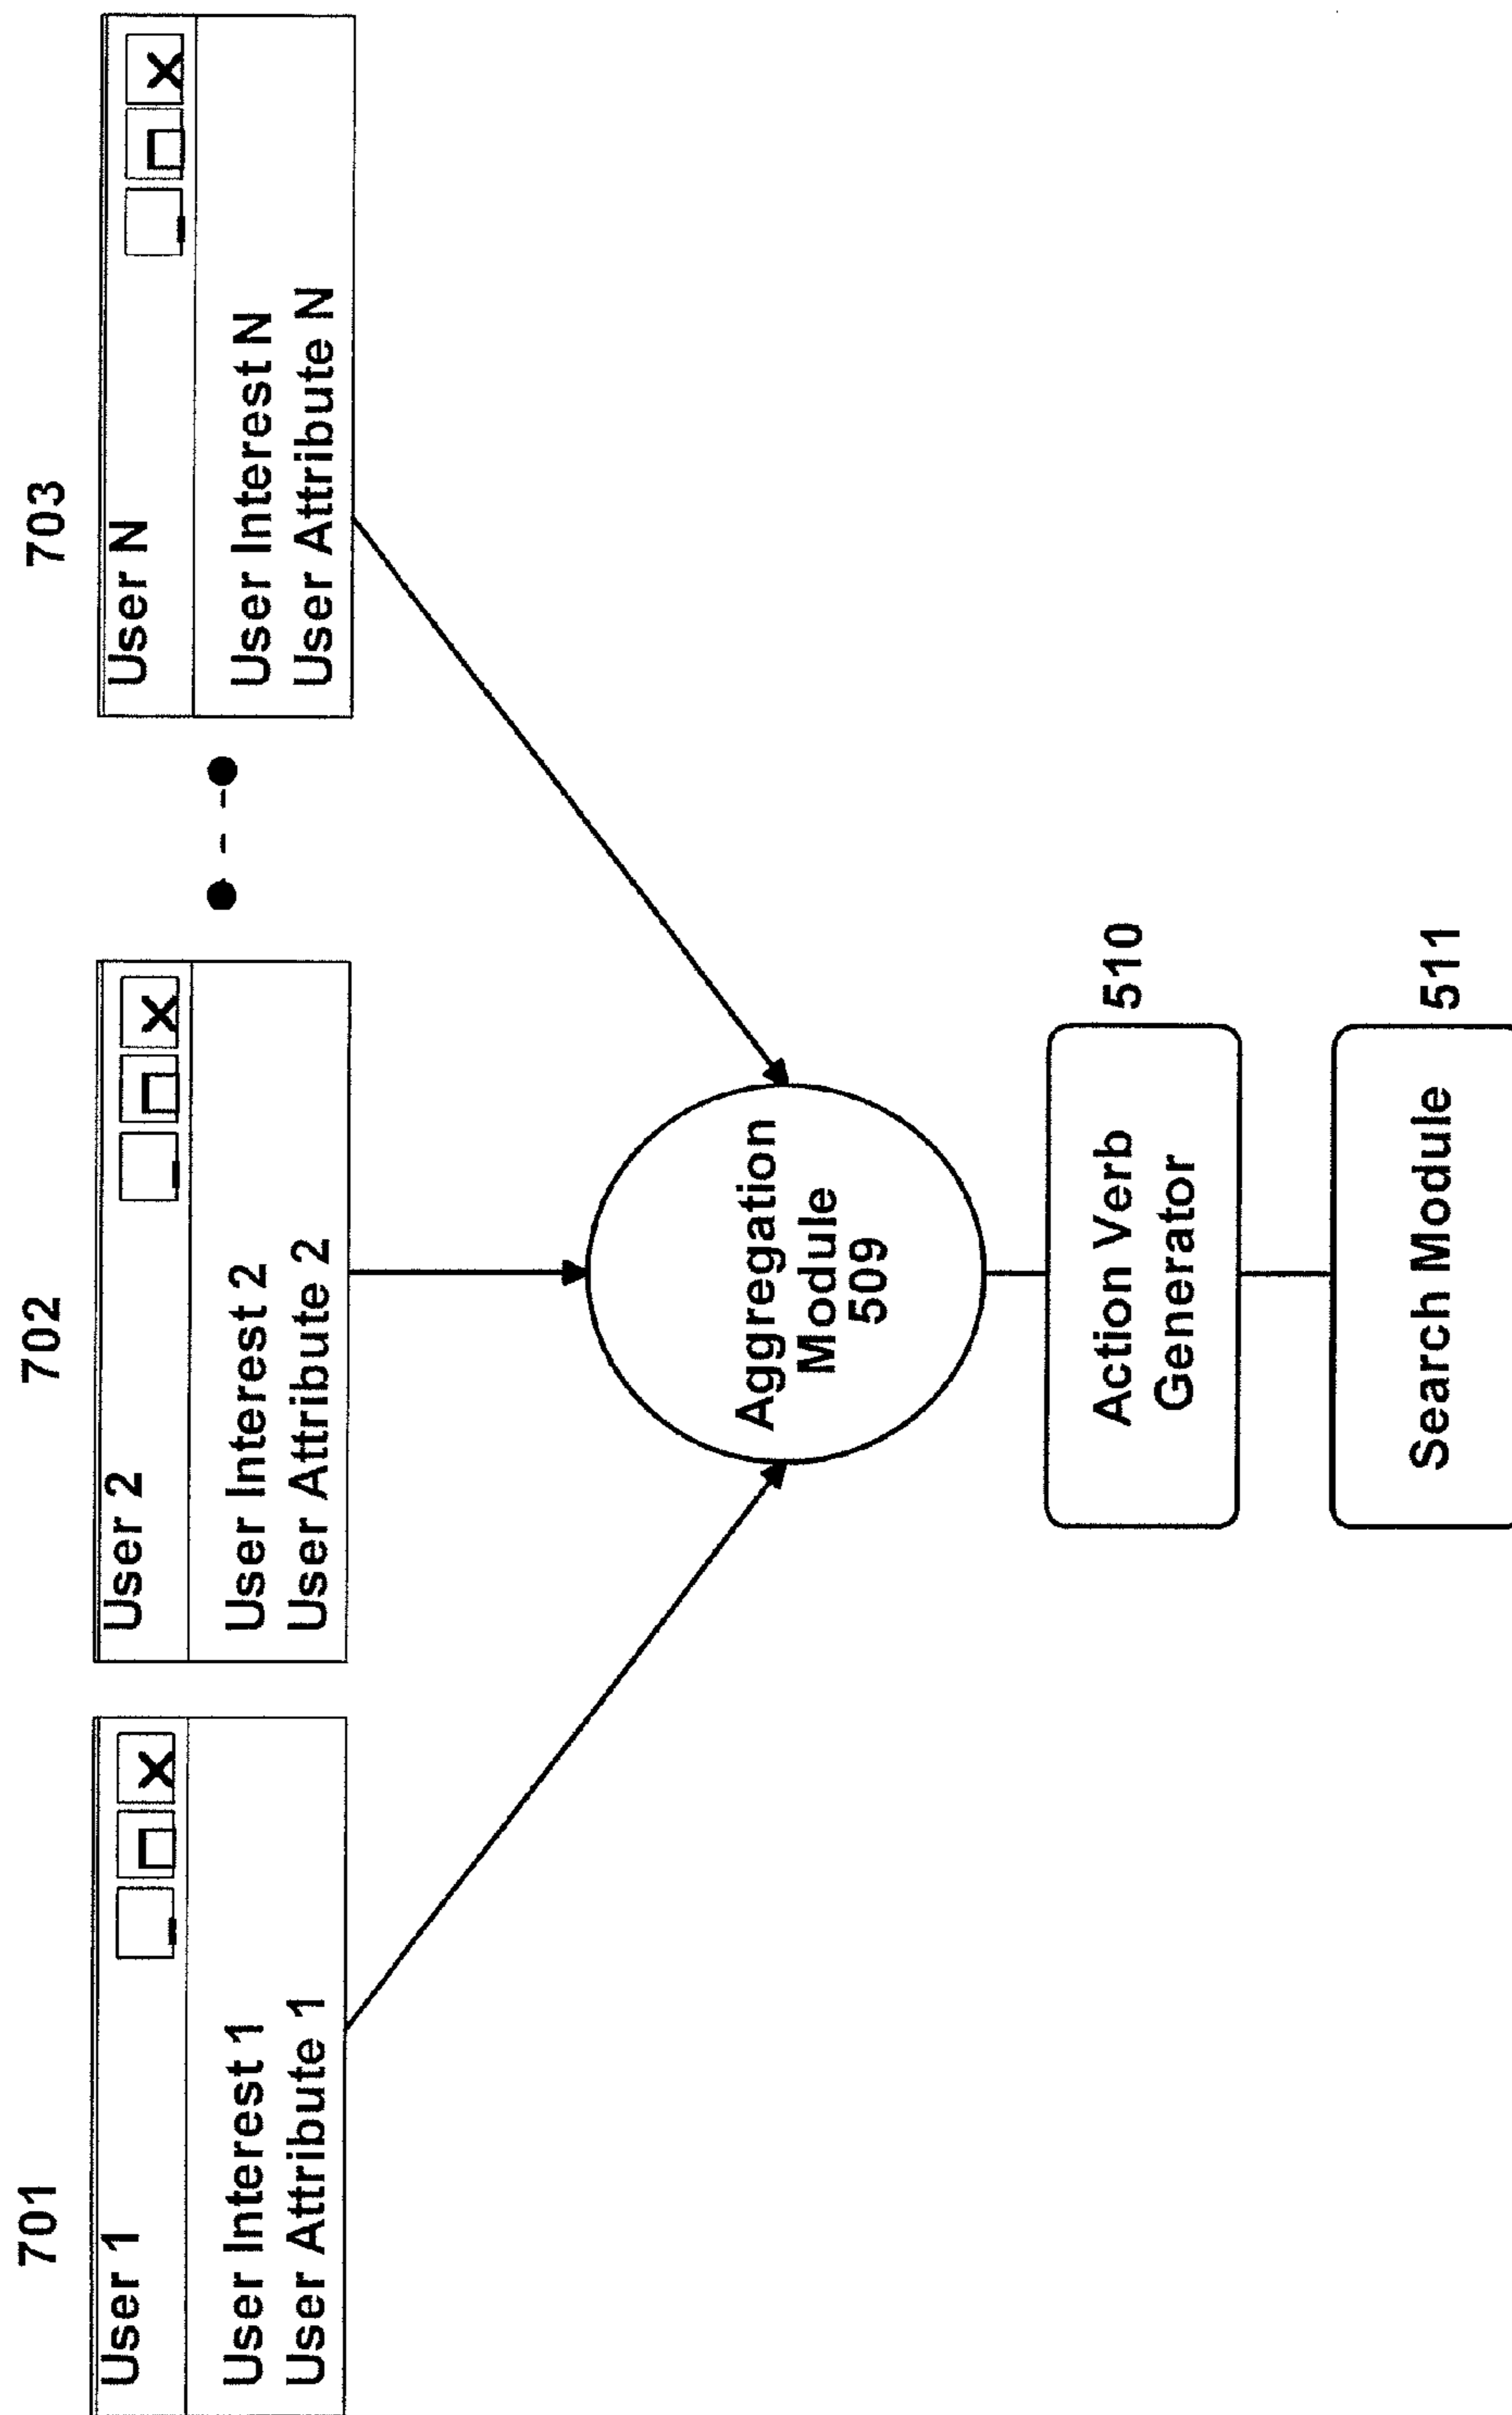 701
User 1
User Interest 1
User Attribute 1
702
User 2
User Interest 2
User Attribute 2
703
User N
User Interest N
User Attribute N
Aggregation
Module
509
Action Verb
Generator
510
Search Module
511